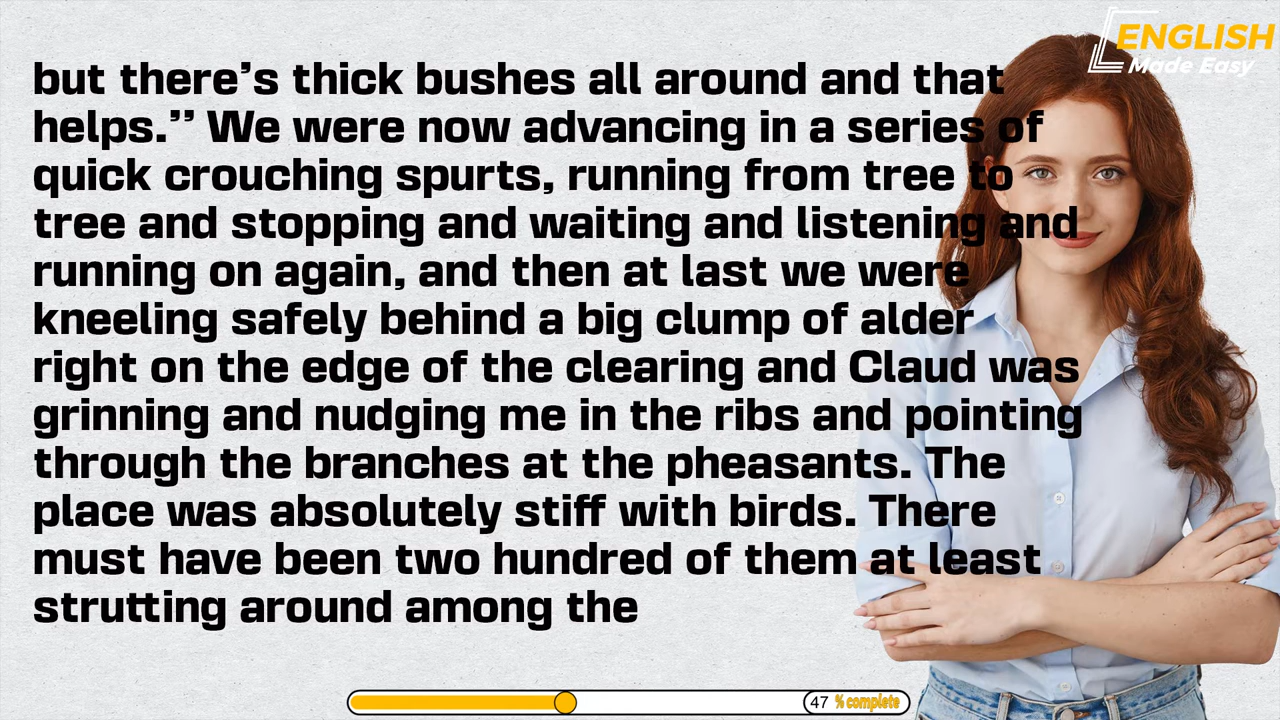 ENGLISH
Made Easy
but there’s thick bushes all around and that
helps.” We were now advancing in a series of
quick crouching spurts, running from tree to
tree and stopping and waiting and listening and
running on again, and then at last we were
kneeling safely behind a big clump of alder
right on the edge of the clearing and Claud was
grinning and nudging me in the ribs and pointing
through the branches at the pheasants. The
place was absolutely stiff with birds. There
must have been two hundred of them at least
strutting around among the
47 % complete